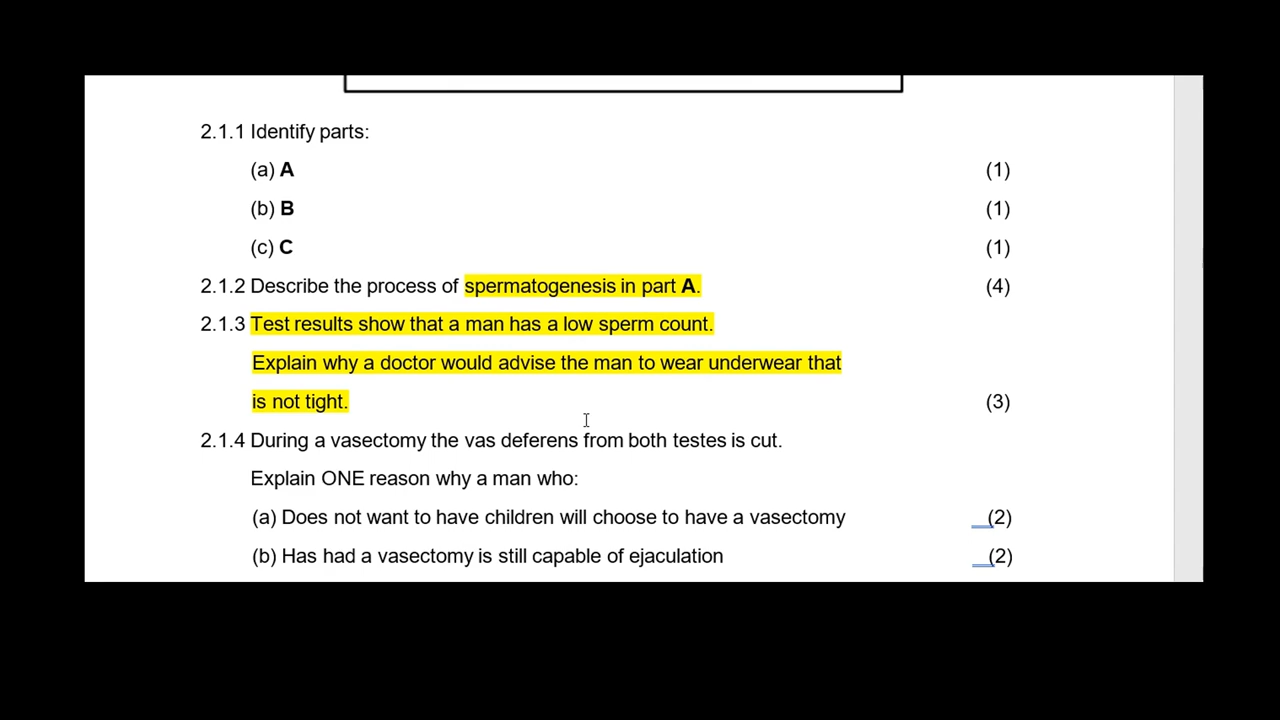 2.1.1 Identify parts:
(a) A (1)
(b) B (1)
(c) C (1)
2.1.2 Describe the process of spermatogenesis in part A. (4)
2.1.3 Test results show that a man has a low sperm count.
Explain why a doctor would advise the man to wear underwear that
is not tight. (3)
2.1.4 During a vasectomy the vas deferens from both testes is cut.
Explain ONE reason why a man who:
(a) Does not want to have children will choose to have a vasectomy (2)
(b) Has had a vasectomy is still capable of ejaculation (2)